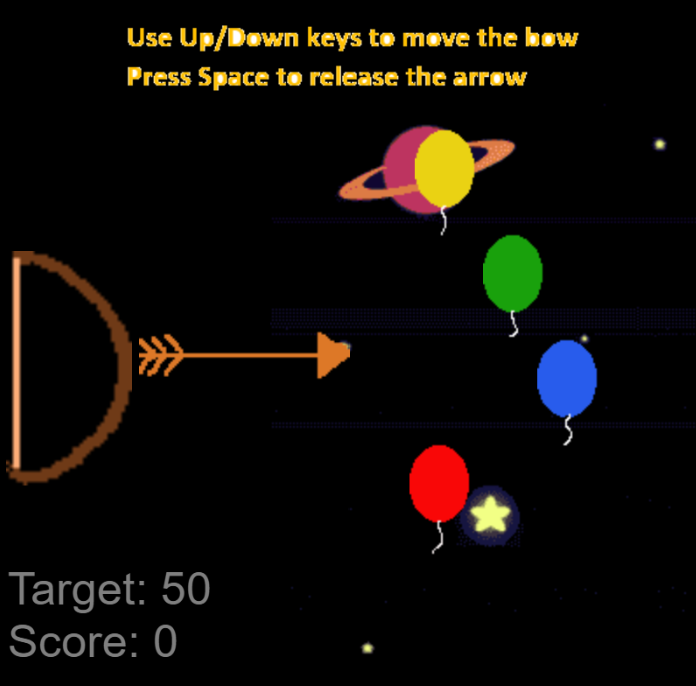 Use Up/Down keys to move the bow
Press Space to release the arrow
Target: 50
Score: 0